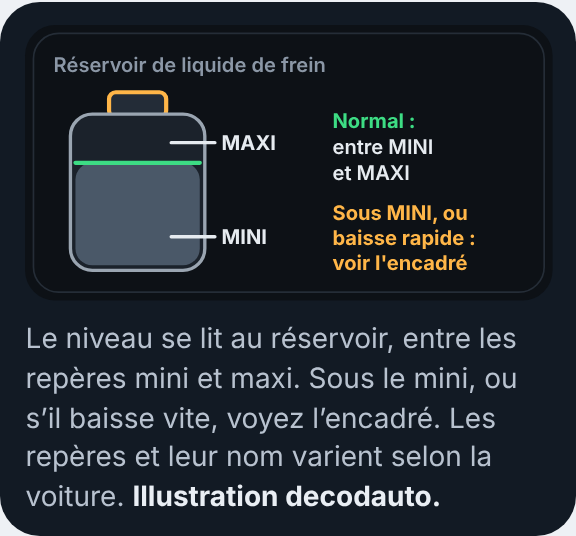 Réservoir de liquide de frein
MAXI
MINI
Normal :
entre MINI
et MAXI
Sous MINI, ou
baisse rapide :
voir l'encadré
Le niveau se lit au réservoir, entre les
repères mini et maxi. Sous le mini, ou
s’il baisse vite, voyez l’encadré. Les
repères et leur nom varient selon la
voiture. Illustration decodauto.